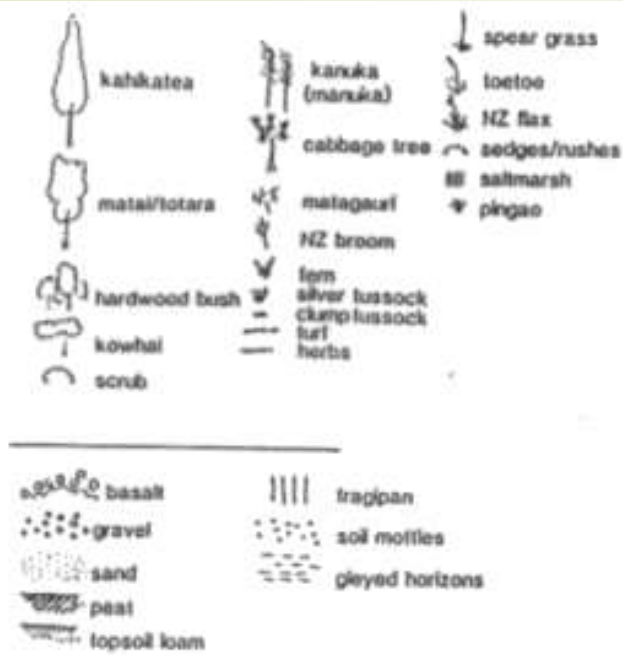 kahikatea
matai/totara
hardwood bush
kowhai
scrub
kanuka
(manuka)
cabbage tree
matagauri
NZ broom
fern
silver tussock
clump tussock
turf
herbs
spear grass
toetoe
NZ flax
sedges/rushes
saltmarsh
pingao
basalt
gravel
sand
peat
topsoil loam
fragipan
soil mottles
gleyed horizons